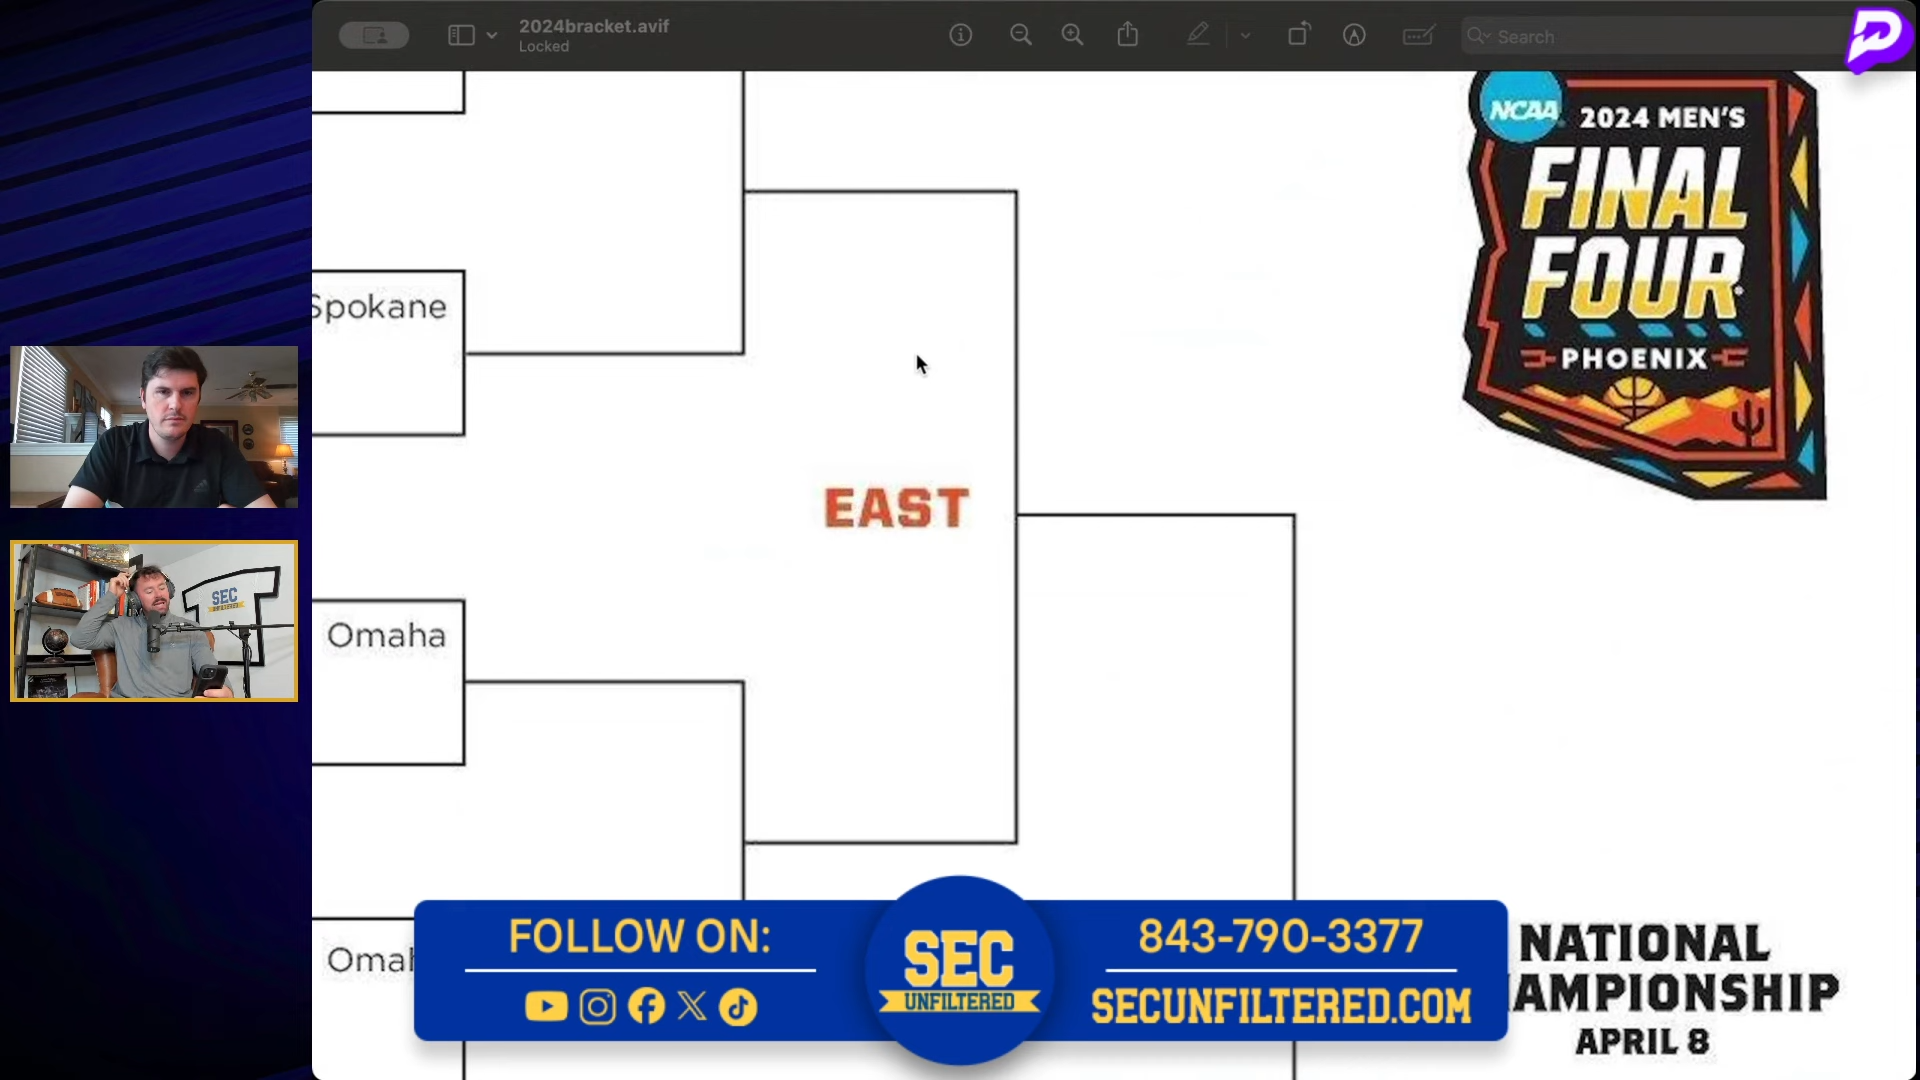 2024bracket.avif
Locked
Search
NCAA
2024 MEN'S
FINAL
FOUR
PHOENIX
Spokane
EAST
Omaha
SEC
UNFILTERED
FOLLOW ON:
SEC
UNFILTERED
843-790-3377
SECUNFILTERED.COM
NATIONAL
AMPIONSHIP
APRIL 8
Omah